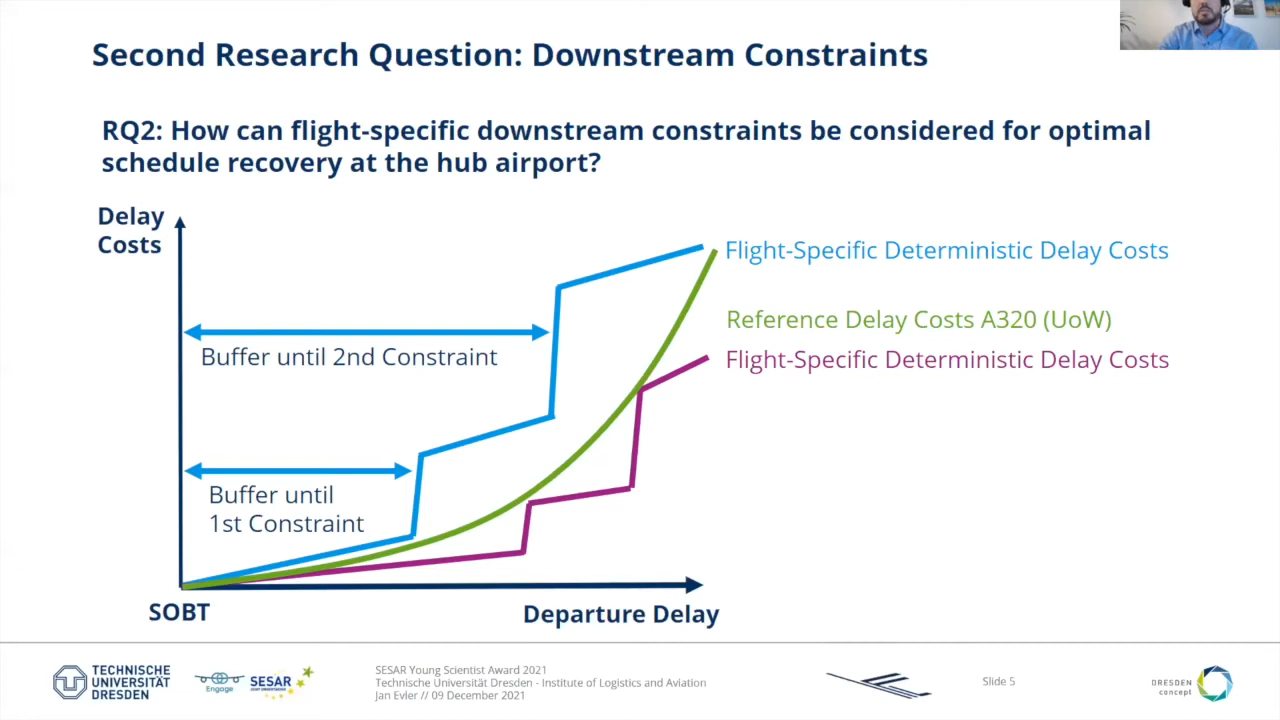 Second Research Question: Downstream Constraints
RQ2: How can flight-specific downstream constraints be considered for optimal
schedule recovery at the hub airport?
Delay
Costs
Flight-Specific Deterministic Delay Costs
Reference Delay Costs A320 (UoW)
Buffer until 2nd Constraint
Flight-Specific Deterministic Delay Costs
Buffer until
1st Constraint
SOBT
Departure Delay
TECHNISCHE
UNIVERSITÄT
DRESDEN
Engage
SESAR
JOINT UNDERTAKING
SESAR Young Scientist Award 2021
Technische Universität Dresden - Institute of Logistics and Aviation
Jan Evler // 09 December 2021
Slide 5
DRESDEN
concept